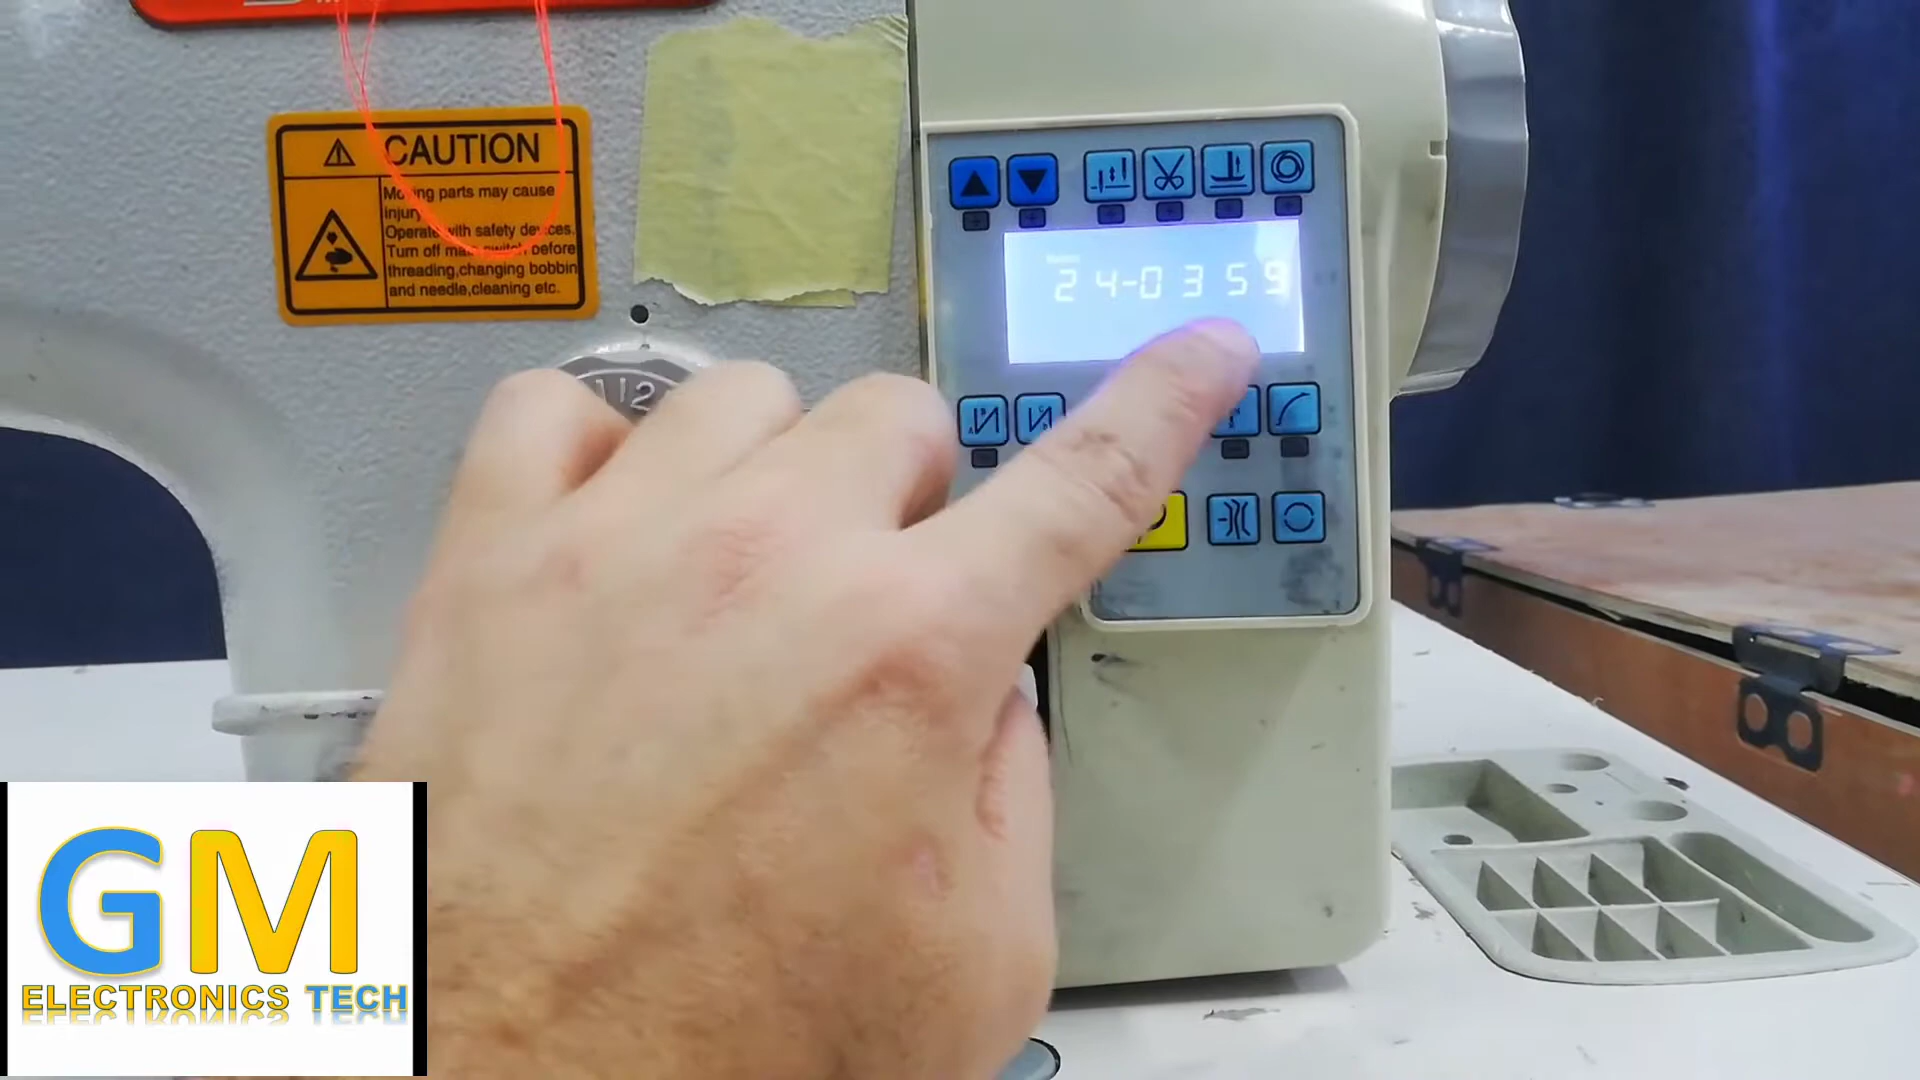 CAUTION
Moving parts may cause
injury.
Operate with safety devices.
Turn off main switch before
threading,changing bobbin
and needle,cleaning etc.
24-0359
GM
ELECTRONICS TECH